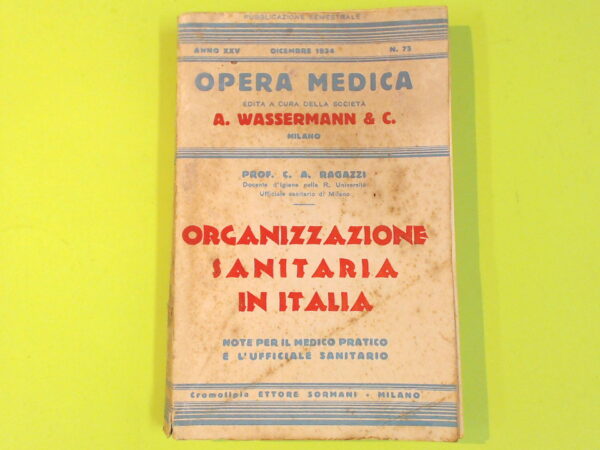 PUBBLICAZIONE SEMESTRALE
ANNO XXV DICEMBRE 1934 N. 73
OPERA MEDICA
EDITA A CURA DELLA SOCIETÀ
A. WASSERMANN & C.
MILANO
PROF. C. A. RAGAZZI
Docente d'Igiene nella R. Università
Ufficiale sanitario di Milano
ORGANIZZAZIONE
SANITARIA
IN ITALIA
NOTE PER IL MEDICO PRATICO
E L'UFFICIALE SANITARIO
Cromotipia ETTORE SORMANI - MILANO